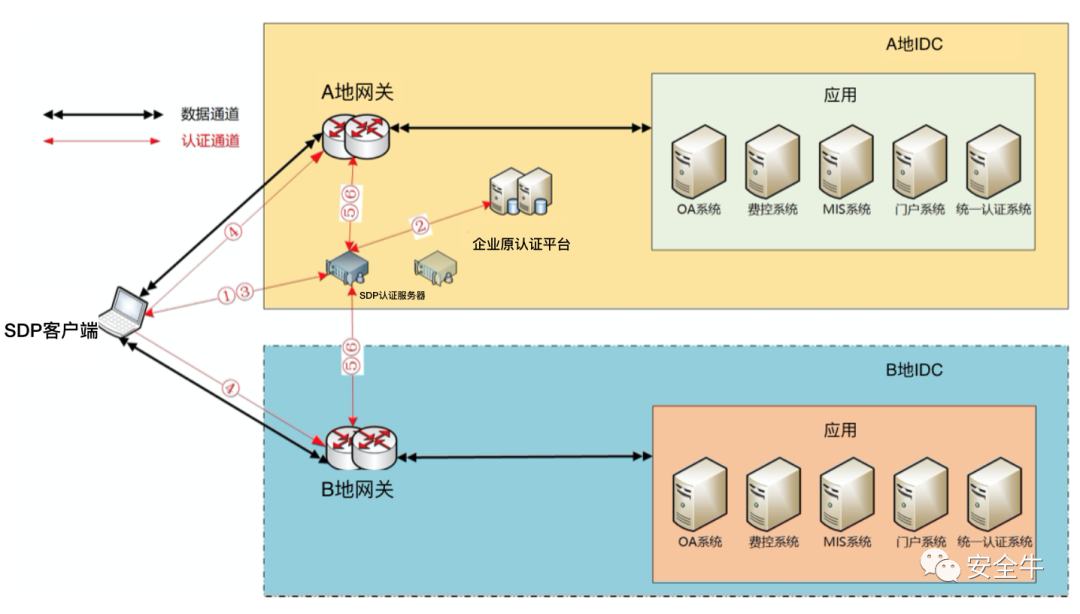 A地IDC
A地网关
应用
数据通道
认证通道
OA系统
费控系统
MIS系统
门户系统
统一认证系统
④
⑤⑥
②
企业原认证平台
①③
SDP认证服务器
SDP客户端
⑤⑥
④
B地IDC
应用
B地网关
OA系统
费控系统
MIS系统
门户系统
统一认证系统
安全牛